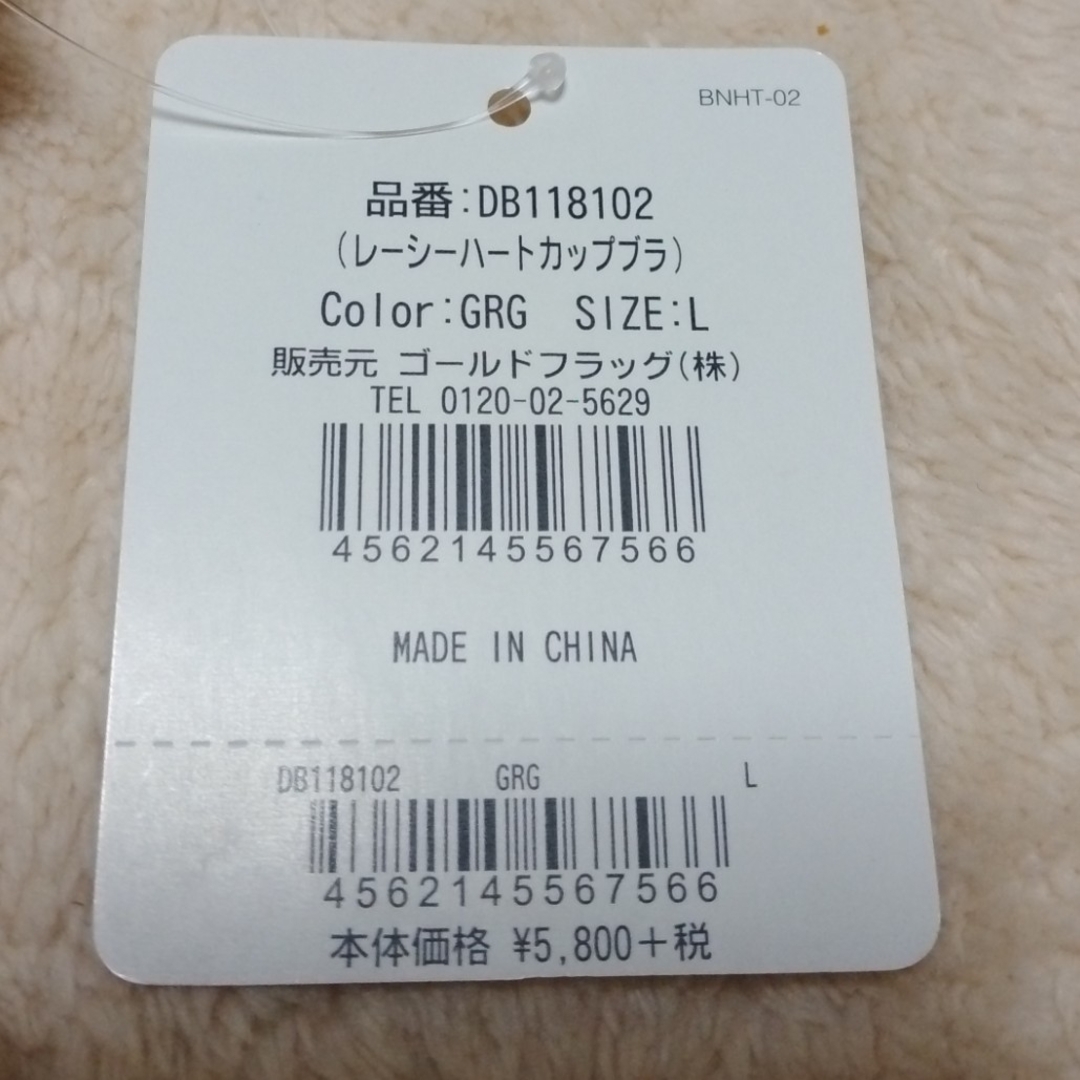 BNHT-02
品番:DB118102
(レーシーハートカップブラ)
Color:GRG SIZE:L
販売元 ゴールドフラッグ(株)
TEL 0120-02-5629
4562145567566
MADE IN CHINA
DB118102 GRG L
4562145567566
本体価格 ¥5,800+税